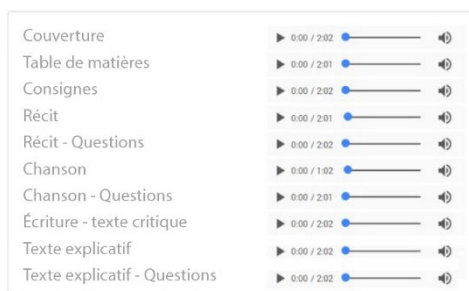 Couverture 0:00 / 2:02
Table de matières 0:00 / 2:01
Consignes 0:00 / 2:02
Récit 0:00 / 2:01
Récit - Questions 0:00 / 2:02
Chanson 0:00 / 1:02
Chanson - Questions 0:00 / 2:01
Écriture - texte critique 0:00 / 2:02
Texte explicatif 0:00 / 2:02
Texte explicatif - Questions 0:00 / 2:02